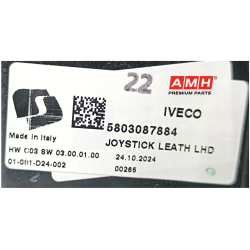 22
AMH
PREMIUM PARTS
IVECO
5803087884
Made in Italy
JOYSTICK LEATH LHD
HW C03 SW 03.00.01.00
24.10.2024
01-091-D24-002
00265